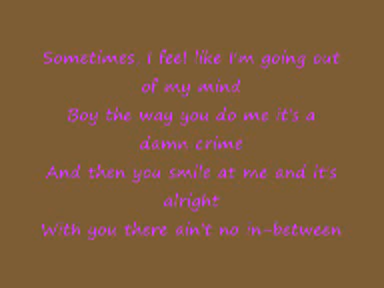 Sometimes I feel like I'm going out
of my mind
Boy the way you do me it's a
damn crime
And then you smile at me and it's
alright
With you there ain't no in-between